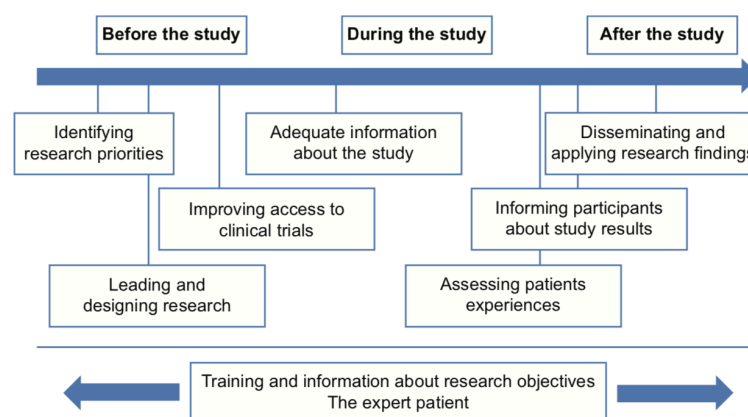 Before the study
During the study
After the study
Identifying
research priorities
Adequate information
about the study
Disseminating and
applying research findings
Improving access to
clinical trials
Informing participants
about study results
Leading and
designing research
Assessing patients
experiences
Training and information about research objectives
The expert patient